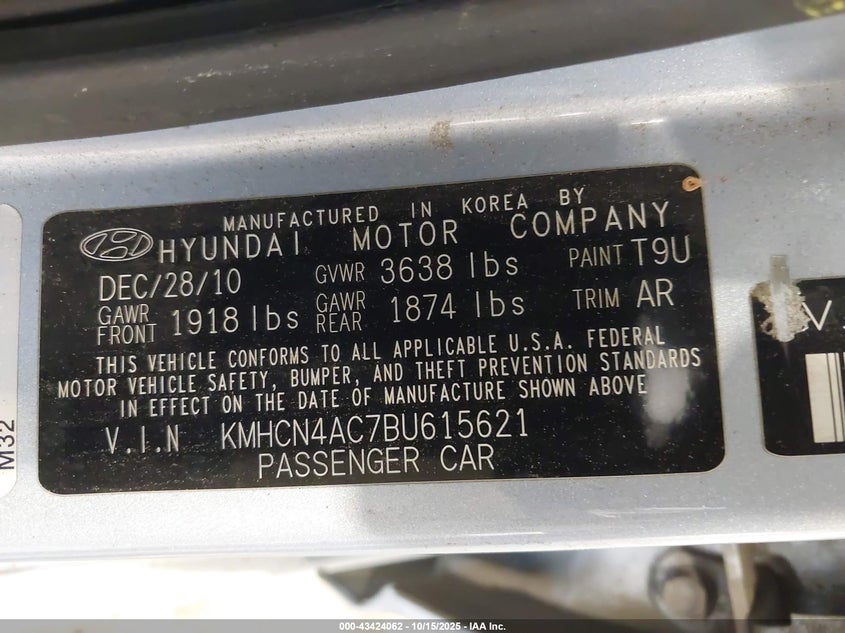 MANUFACTURED IN KOREA BY
HYUNDAI MOTOR COMPANY
DEC/28/10 GVWR 3638 lbs PAINT T9U
GAWR FRONT 1918 lbs GAWR REAR 1874 lbs TRIM AR
THIS VEHICLE CONFORMS TO ALL APPLICABLE U.S.A. FEDERAL
MOTOR VEHICLE SAFETY, BUMPER, AND THEFT PREVENTION STANDARDS
IN EFFECT ON THE DATE OF MANUFACTURE SHOWN ABOVE
V.I.N KMHCN4AC7BU615621
PASSENGER CAR
M32
000-43424062 - 10/15/2025 - IAA Inc.